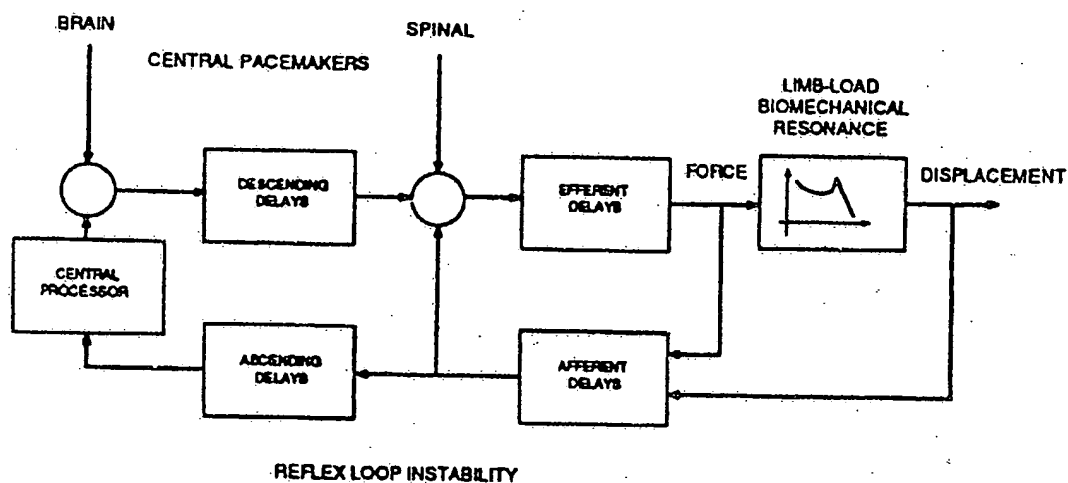 BRAIN
SPINAL
CENTRAL PACEMAKERS
LIMB-LOAD
BIOMECHANICAL
RESONANCE
DESCENDING
DELAYS
EFFERENT
DELAYS
FORCE
DISPLACEMENT
CENTRAL
PROCESSOR
ASCENDING
DELAYS
AFFERENT
DELAYS
REFLEX LOOP INSTABILITY